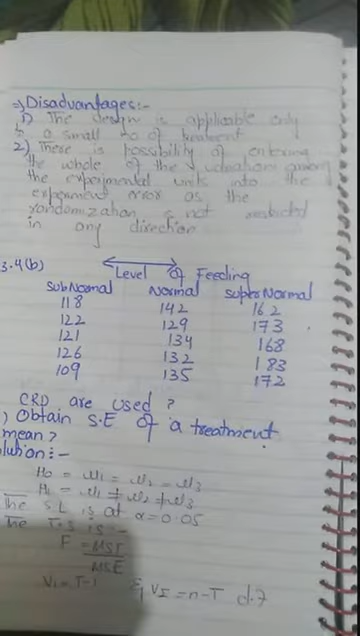 => Disadvantages:-
1) The design is applicable only
to a small no of treatment
2) There is possibility of entering
the whole of the variation among
the experimental units into the
experiment error as the
randomization is not restricted
in any direction
3.4(b)
Level of Feeding
SubNormal Normal SuperNormal
118 142 162
122 129 173
121 134 168
126 132 183
109 135 172
CRD are used ?
) Obtain S.E of a treatment
mean ?
lution :-
H₀ = μ₁ = μ₂ = μ₃
H₁ = μ₁ ≠ μ₂ ≠ μ₃
The S.L is at α = 0.05
The T.S is :-
F = MST
MSE
V₁ = T-1 & V₂ = n-T d.f